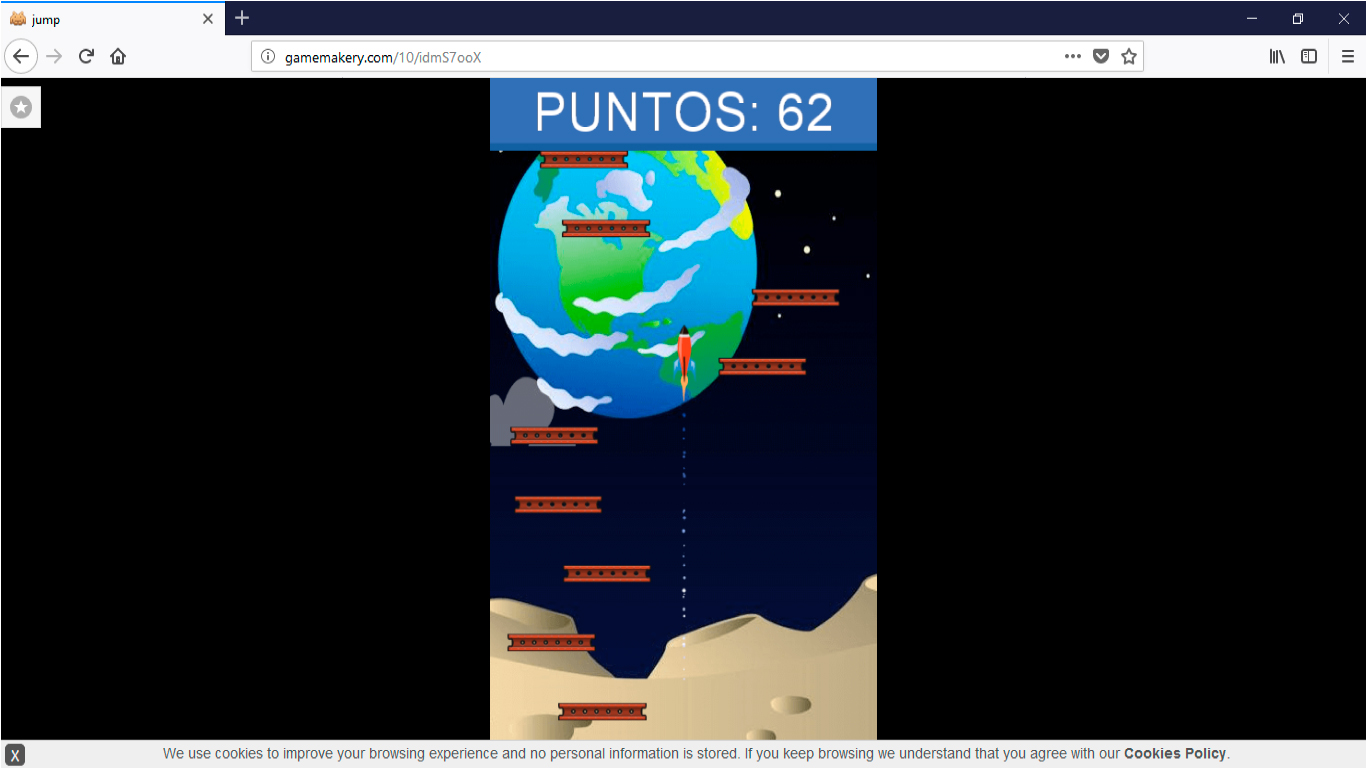 jump
gamemakery.com/10/idmS7ooX
PUNTOS: 62
X We use cookies to improve your browsing experience and no personal information is stored. If you keep browsing we understand that you agree with our Cookies Policy.